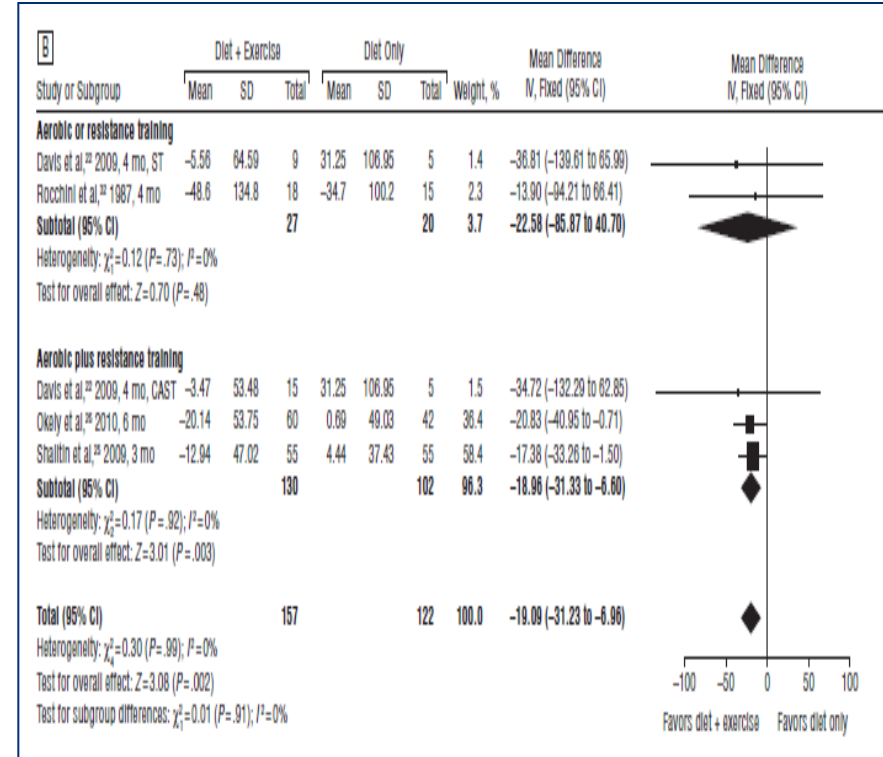 B
Diet + Exercise Diet Only Mean Difference Mean Difference
Study or Subgroup Mean SD Total Mean SD Total Weight, % IV, Fixed (95% CI) IV, Fixed (95% CI)
Aerobic or resistance training
Davis et al,²² 2009, 4 mo, ST −5.56 64.59 9 31.25 106.95 5 1.4 −36.81 (−139.61 to 65.99)
Rocchini et al, 1987, 4 mo −48.6 134.8 18 −34.7 100.2 15 2.3 −13.90 (−94.21 to 66.41)
Subtotal (95% CI) 27 20 3.7 −22.58 (−85.87 to 40.70)
Heterogeneity: χ²₁=0.12 (P=.73); I²=0%
Test for overall effect: Z=0.70 (P=.48)
Aerobic plus resistance training
Davis et al,²² 2009, 4 mo, CAST −3.47 53.48 15 31.25 106.95 5 1.5 −34.72 (−132.29 to 62.85)
Okely et al, 2010, 6 mo −20.14 53.75 60 0.69 49.03 42 36.4 −20.83 (−40.95 to −0.71)
Shalitin et al, 2009, 3 mo −12.94 47.02 55 4.44 37.43 55 58.4 −17.38 (−33.26 to −1.50)
Subtotal (95% CI) 130 102 96.3 −18.96 (−31.33 to −6.60)
Heterogeneity: χ²₂=0.17 (P=.92); I²=0%
Test for overall effect: Z=3.01 (P=.003)
Total (95% CI) 157 122 100.0 −19.09 (−31.23 to −6.96)
Heterogeneity: χ²₄=0.30 (P=.99); I²=0%
Test for overall effect: Z=3.08 (P=.002)
Test for subgroup differences: χ²₁=0.01 (P=.91); I²=0%
−100 −50 0 50 100
Favors diet + exercise Favors diet only